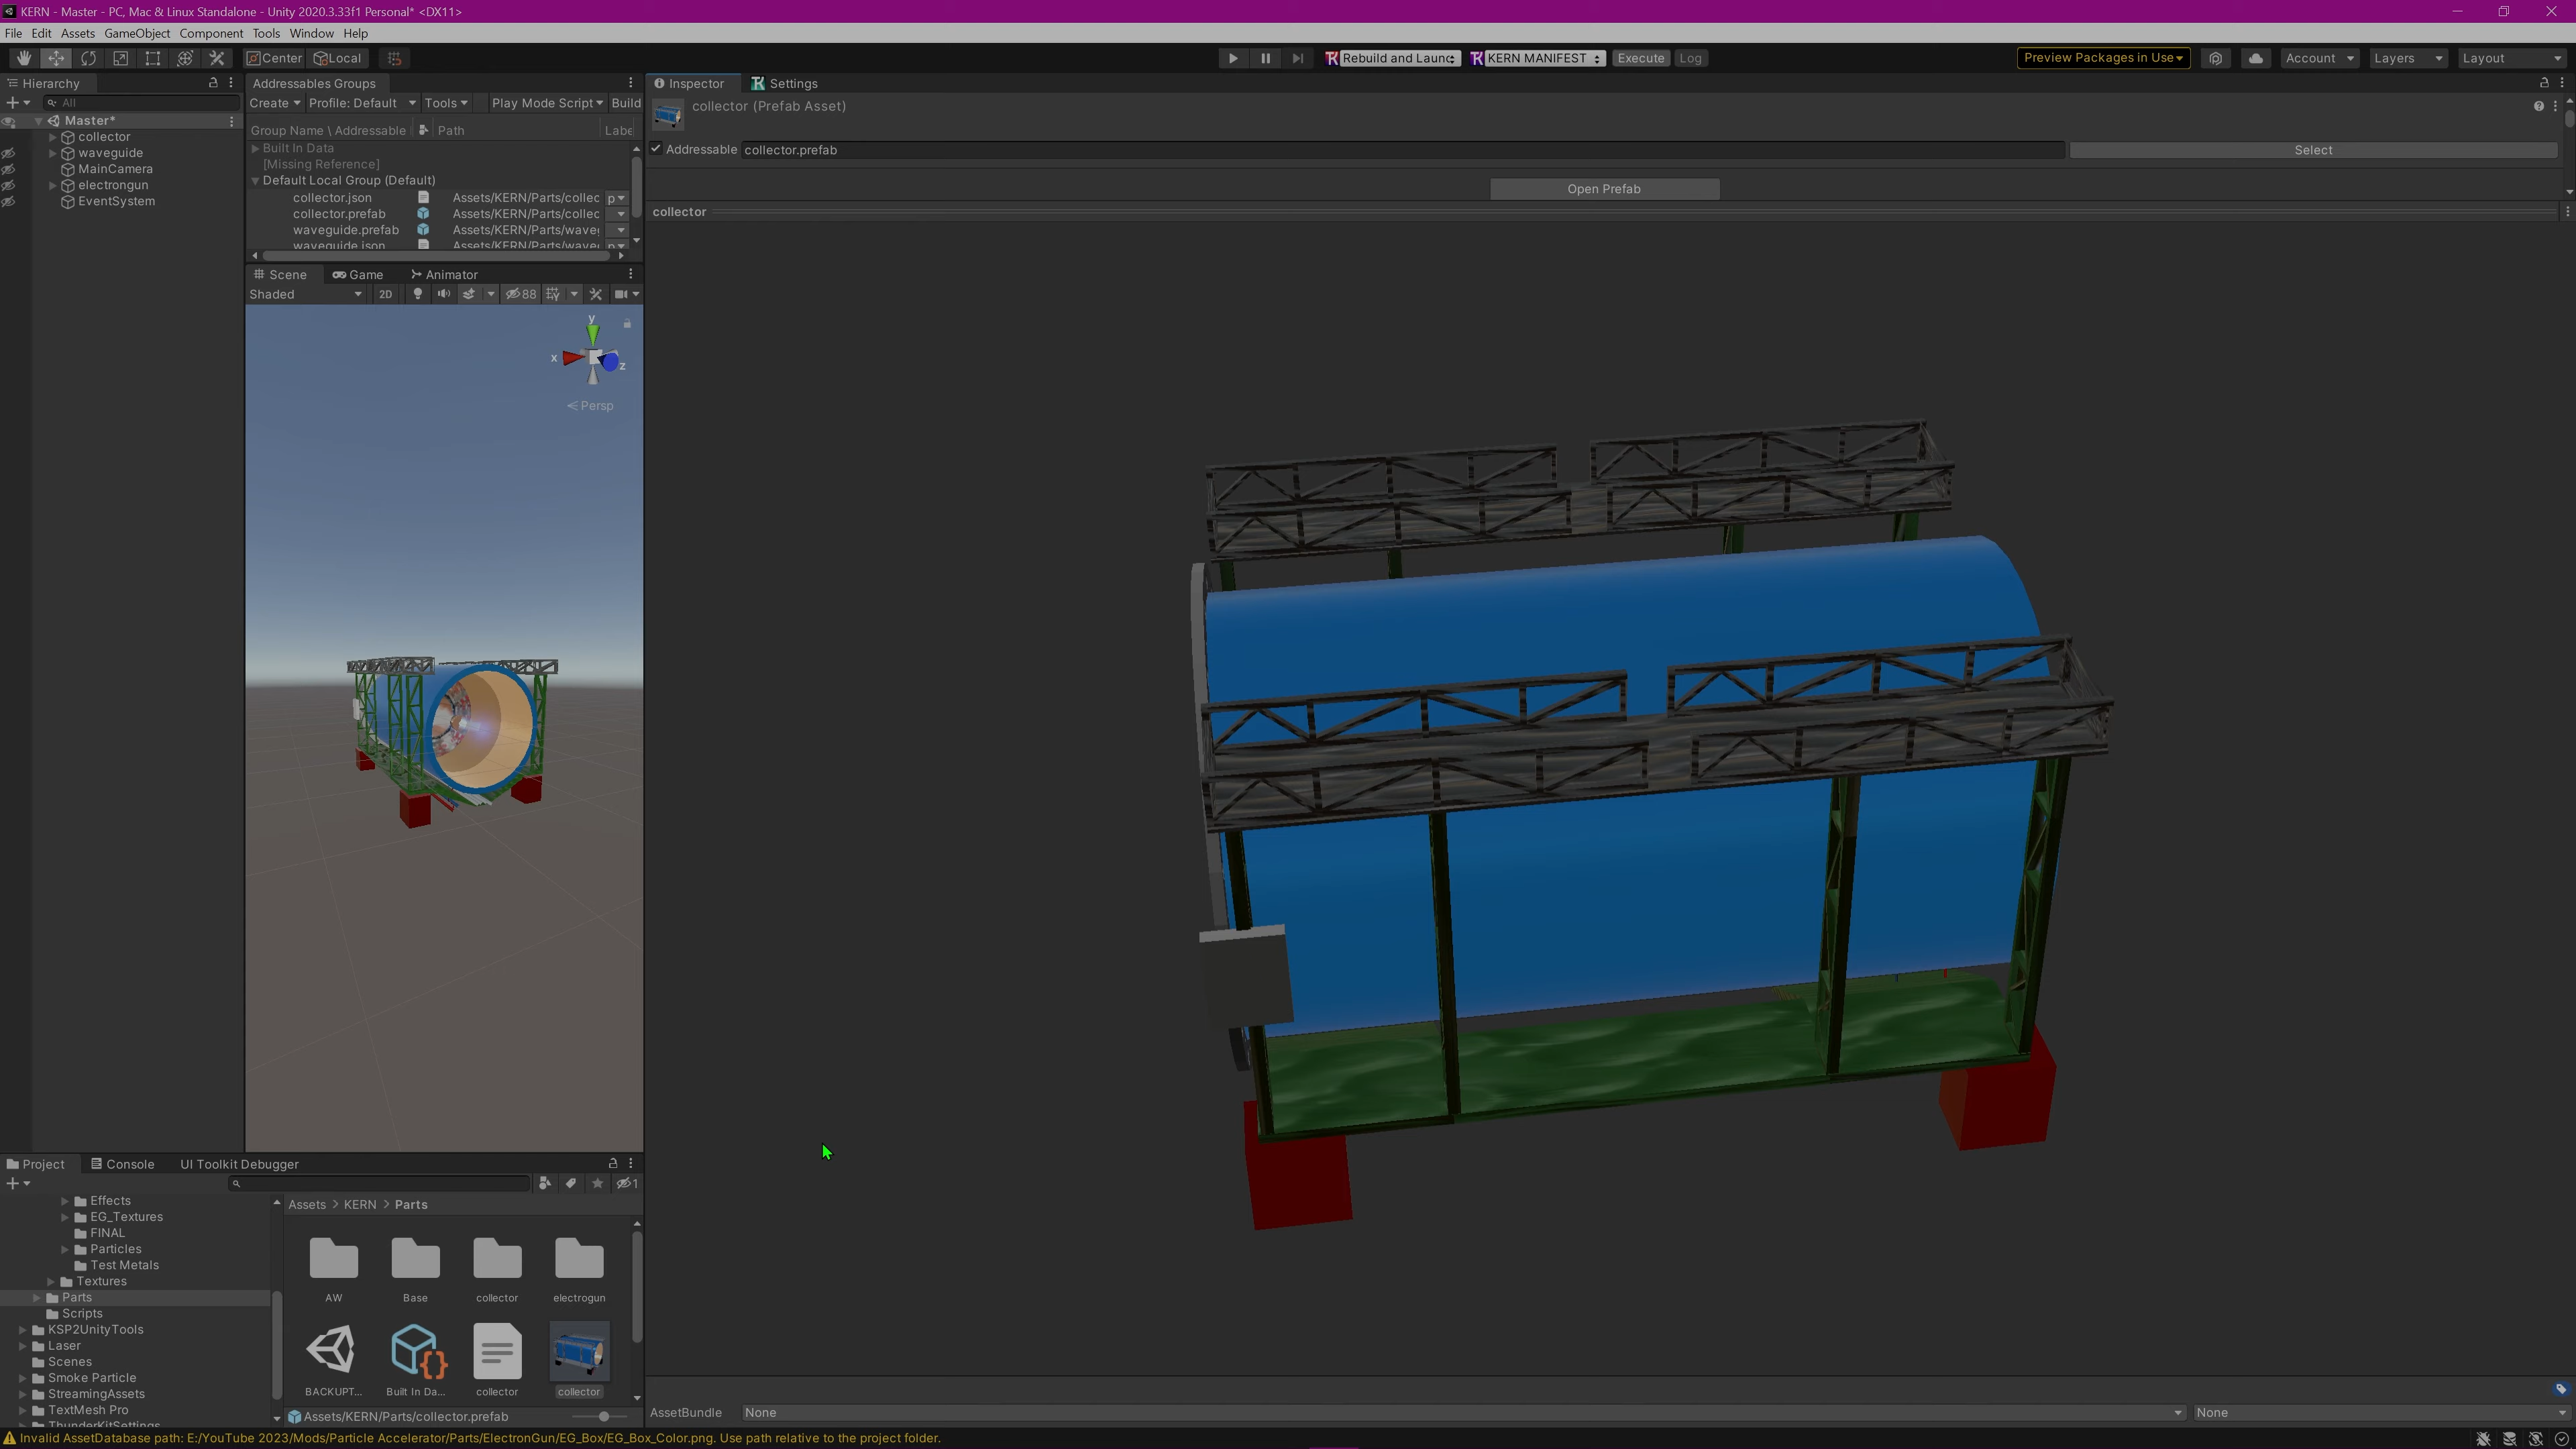 KERN - Master - PC, Mac & Linux Standalone - Unity 2020.3.33f1 Personal* <DX11>
File Edit Assets GameObject Component Tools Window Help
Center Local Rebuild and Launc KERN MANIFEST Execute Log Preview Packages in Use Account Layers Layout
Hierarchy
All
Master*
collector
waveguide
MainCamera
electrongun
EventSystem
Addressables Groups
Create Profile: Default Tools Play Mode Script Build
Group Name \ Addressable Path Labe
Built In Data
[Missing Reference]
Default Local Group (Default)
collector.json Assets/KERN/Parts/collec p
collector.prefab Assets/KERN/Parts/collec
waveguide.prefab Assets/KERN/Parts/waveg
waveguide.json Assets/KERN/Parts/waveg p
Scene Game Animator
Shaded 2D 88
y
x
z
Persp
Inspector Settings
collector (Prefab Asset)
Addressable collector.prefab Select
Open Prefab
collector
AssetBundle None None
Project Console UI Toolkit Debugger
1
Effects
EG_Textures
FINAL
Particles
Test Metals
Textures
Parts
Scripts
KSP2UnityTools
Laser
Scenes
Smoke Particle
StreamingAssets
TextMesh Pro
ThunderKitSettings
Assets > KERN > Parts
AW Base collector electrogun
BACKUPT... Built In Da... collector collector
Assets/KERN/Parts/collector.prefab
Invalid AssetDatabase path: E:/YouTube 2023/Mods/Particle Accelerator/Parts/ElectronGun/EG_Box/EG_Box_Color.png. Use path relative to the project folder.